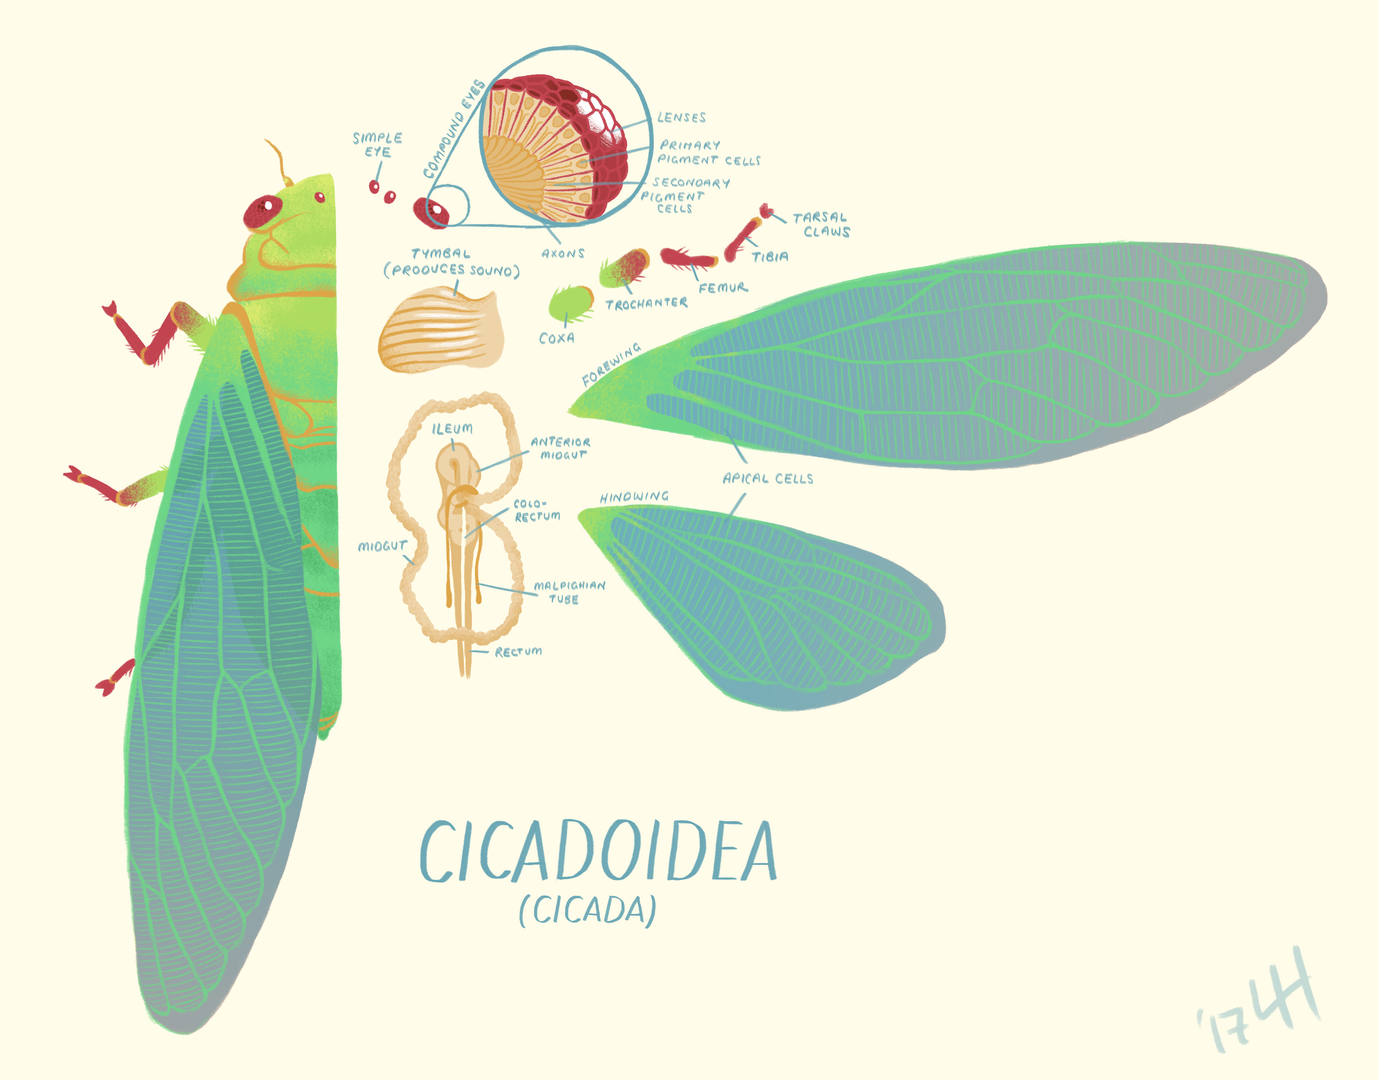 SIMPLE
EYE
COMPOUND EYES
LENSES
PRIMARY
PIGMENT CELLS
SECONDARY
PIGMENT
CELLS
AXONS
TYMBAL
(PRODUCES SOUND)
TARSAL
CLAWS
TIBIA
FEMUR
TROCHANTER
COXA
FOREWING
ILEUM
ANTERIOR
MIDGUT
COLO-
RECTUM
MIDGUT
MALPIGHIAN
TUBE
RECTUM
APICAL CELLS
HINDWING
CICADOIDEA
(CICADA)
'17 LH